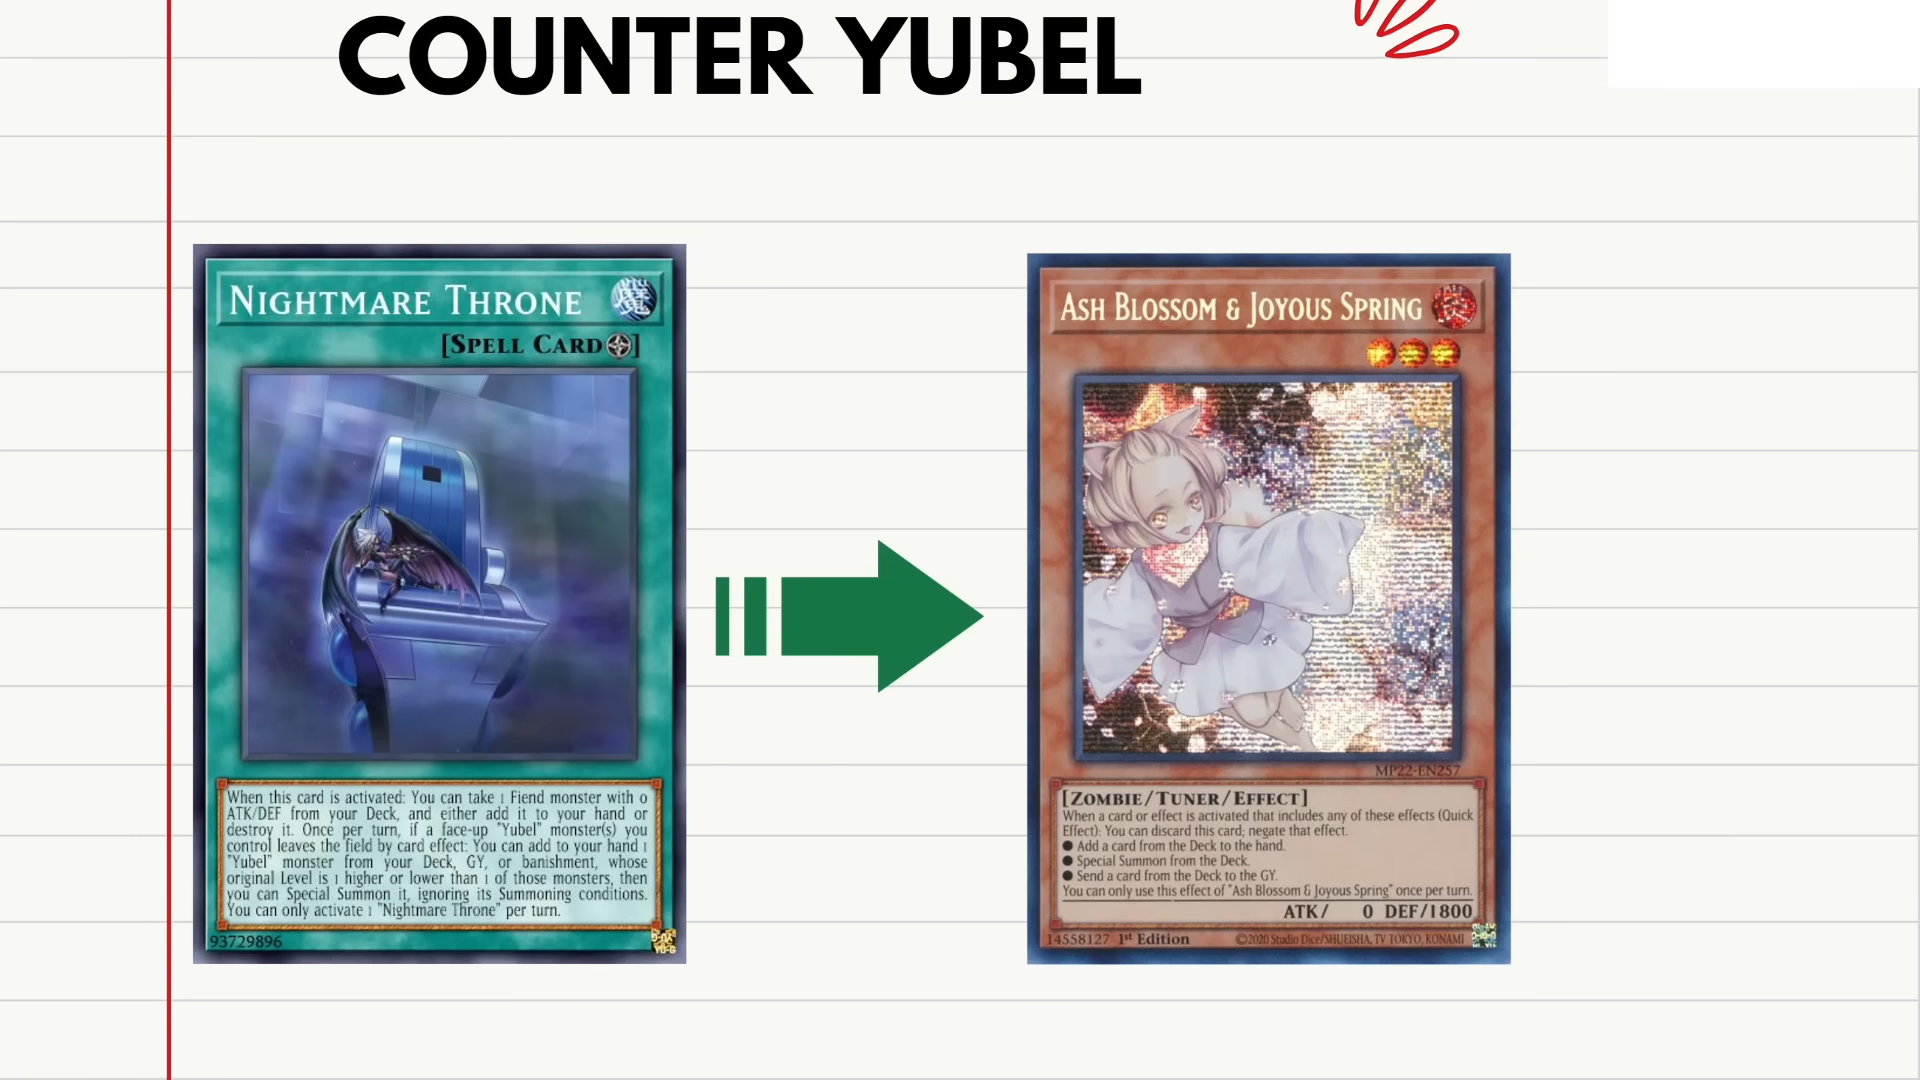 COUNTER YUBEL
NIGHTMARE THRONE
魔
[SPELL CARD]
When this card is activated: You can take 1 Fiend monster with 0
ATK/DEF from your Deck, and either add it to your hand or
destroy it. Once per turn, if a face-up "Yubel" monster(s) you
control leaves the field by card effect: You can add to your hand 1
"Yubel" monster from your Deck, GY, or banishment, whose
original Level is 1 higher or lower than 1 of those monsters, then
you can Special Summon it, ignoring its Summoning conditions.
You can only activate 1 "Nightmare Throne" per turn.
93729896
ASH BLOSSOM & JOYOUS SPRING
炎
MP22-EN257
[ZOMBIE/TUNER/EFFECT]
When a card or effect is activated that includes any of these effects (Quick
Effect): You can discard this card; negate that effect.
● Add a card from the Deck to the hand.
● Special Summon from the Deck.
● Send a card from the Deck to the GY.
You can only use this effect of "Ash Blossom & Joyous Spring" once per turn.
ATK/ 0 DEF/1800
14558127 1st Edition ©2020 Studio Dice/SHUEISHA, TV TOKYO, KONAMI